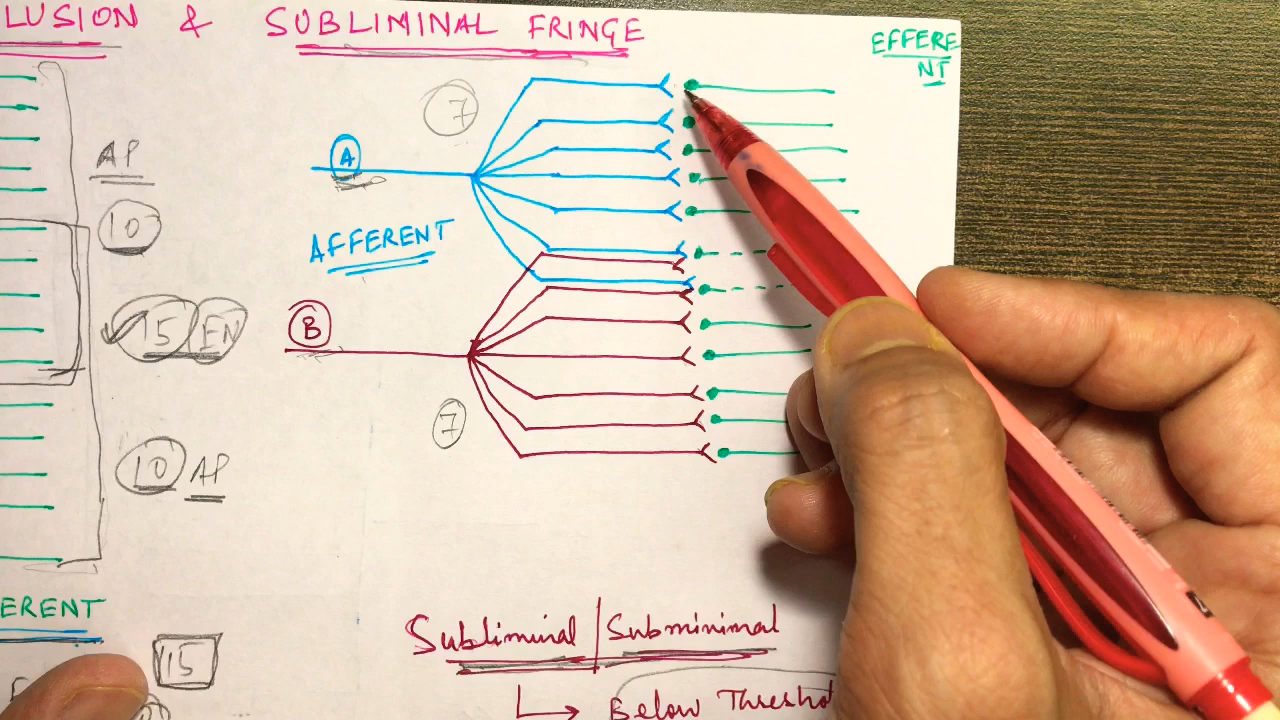 LUSION & SUBLIMINAL FRINGE
EFFERE
NT
7
AP
A
10
AFFERENT
15 EN
B
7
10 AP
ERENT
15
Subliminal | Subminimal
Below Thresho